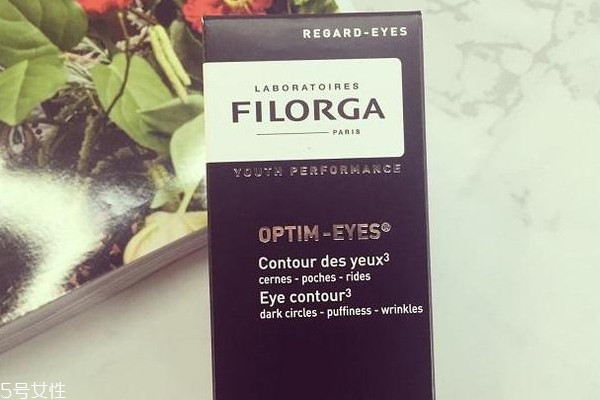 REGARD-EYES
LABORATOIRES
FILORGA
PARIS
YOUTH PERFORMANCE
OPTIM-EYES®
Contour des yeux³
cernes - poches - rides
Eye contour³
dark circles - puffiness - wrinkles
5号女性